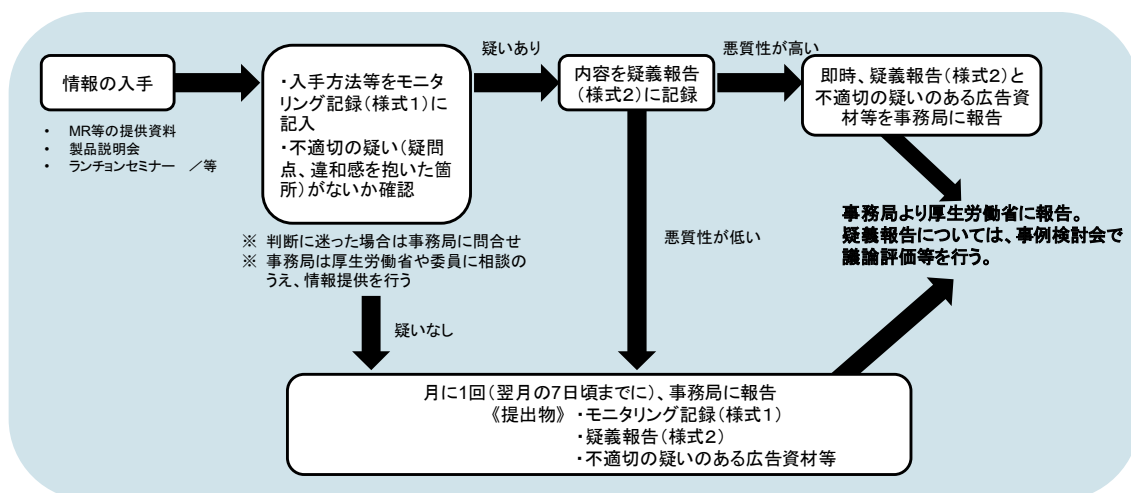 情報の入手
・ MR等の提供資料
・ 製品説明会
・ ランチョンセミナー ／等
・入手方法等をモニ
タリング記録(様式1)に
記入
・不適切の疑い(疑問
点、違和感を抱いた箇
所)がないか確認
※ 判断に迷った場合は事務局に問合せ
※ 事務局は厚生労働省や委員に相談の
うえ、情報提供を行う
疑いあり
内容を疑義報告
(様式2)に記録
悪質性が高い
即時、疑義報告(様式2)と
不適切の疑いのある広告資
材等を事務局に報告
悪質性が低い
事務局より厚生労働省に報告。
疑義報告については、事例検討会で
議論評価等を行う。
疑いなし
月に1回(翌月の7日頃までに)、事務局に報告
《提出物》・モニタリング記録(様式1)
・疑義報告(様式2)
・不適切の疑いのある広告資材等